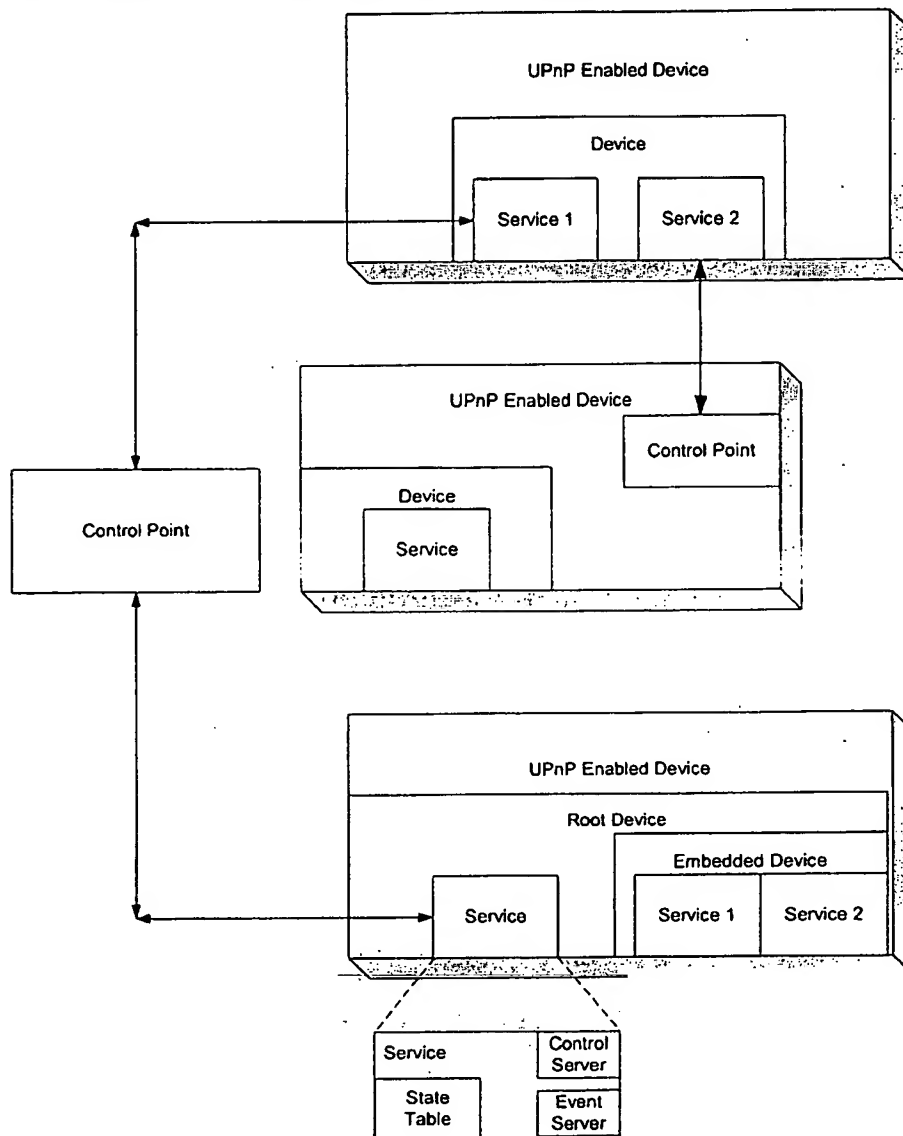 UPnP Enabled Device
Device
Service 1
Service 2
UPnP Enabled Device
Control Point
Device
Service
Control Point
UPnP Enabled Device
Root Device
Embedded Device
Service
Service 1
Service 2
Service
Control
Server
State
Table
Event
Server